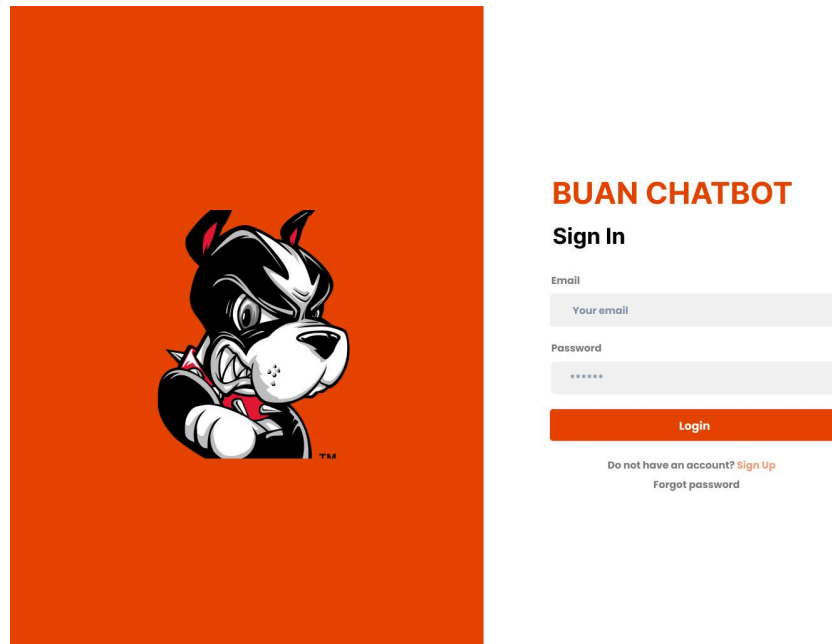 BUAN CHATBOT
Sign In
Email
Your email
Password
******
Login
Do not have an account? Sign Up
Forgot password
TM